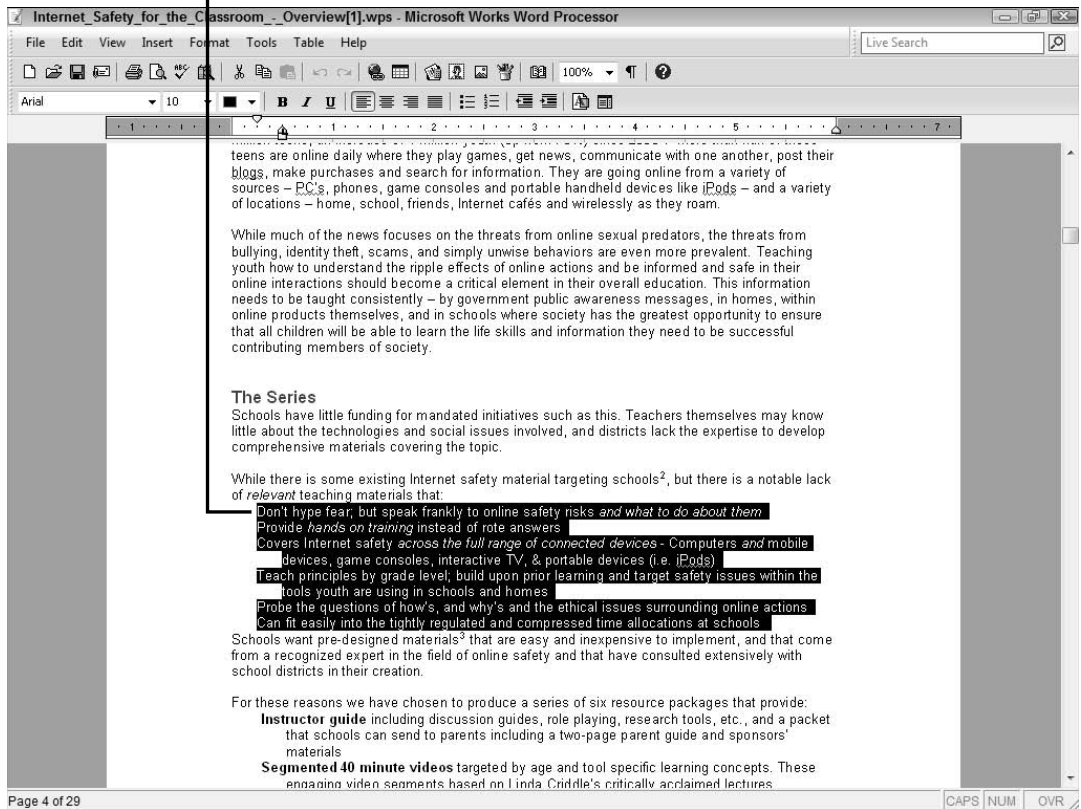 Internet_Safety_for_the_Classroom_-_Overview[1].wps - Microsoft Works Word Processor
File Edit View Insert Format Tools Table Help
Live Search
100%
Arial 10 B I U
1 1 2 3 4 5 7
teens are online daily where they play games, get news, communicate with one another, post their
blogs, make purchases and search for information. They are going online from a variety of
sources – PC's, phones, game consoles and portable handheld devices like iPods – and a variety
of locations – home, school, friends, Internet cafés and wirelessly as they roam.
While much of the news focuses on the threats from online sexual predators, the threats from
bullying, identity theft, scams, and simply unwise behaviors are even more prevalent. Teaching
youth how to understand the ripple effects of online actions and be informed and safe in their
online interactions should become a critical element in their overall education. This information
needs to be taught consistently – by government public awareness messages, in homes, within
online products themselves, and in schools where society has the greatest opportunity to ensure
that all children will be able to learn the life skills and information they need to be successful
contributing members of society.
The Series
Schools have little funding for mandated initiatives such as this. Teachers themselves may know
little about the technologies and social issues involved, and districts lack the expertise to develop
comprehensive materials covering the topic.
While there is some existing Internet safety material targeting schools², but there is a notable lack
of relevant teaching materials that:
Don't hype fear; but speak frankly to online safety risks and what to do about them
Provide hands on training instead of rote answers
Covers Internet safety across the full range of connected devices - Computers and mobile
devices, game consoles, interactive TV, & portable devices (i.e. iPods)
Teach principles by grade level; build upon prior learning and target safety issues within the
tools youth are using in schools and homes
Probe the questions of how's, and why's and the ethical issues surrounding online actions
Can fit easily into the tightly regulated and compressed time allocations at schools
Schools want pre-designed materials³ that are easy and inexpensive to implement, and that come
from a recognized expert in the field of online safety and that have consulted extensively with
school districts in their creation.
For these reasons we have chosen to produce a series of six resource packages that provide:
Instructor guide including discussion guides, role playing, research tools, etc., and a packet
that schools can send to parents including a two-page parent guide and sponsors'
materials
Segmented 40 minute videos targeted by age and tool specific learning concepts. These
engaging video segments based on Linda Criddle's critically acclaimed lectures
Page 4 of 29 CAPS NUM OVR